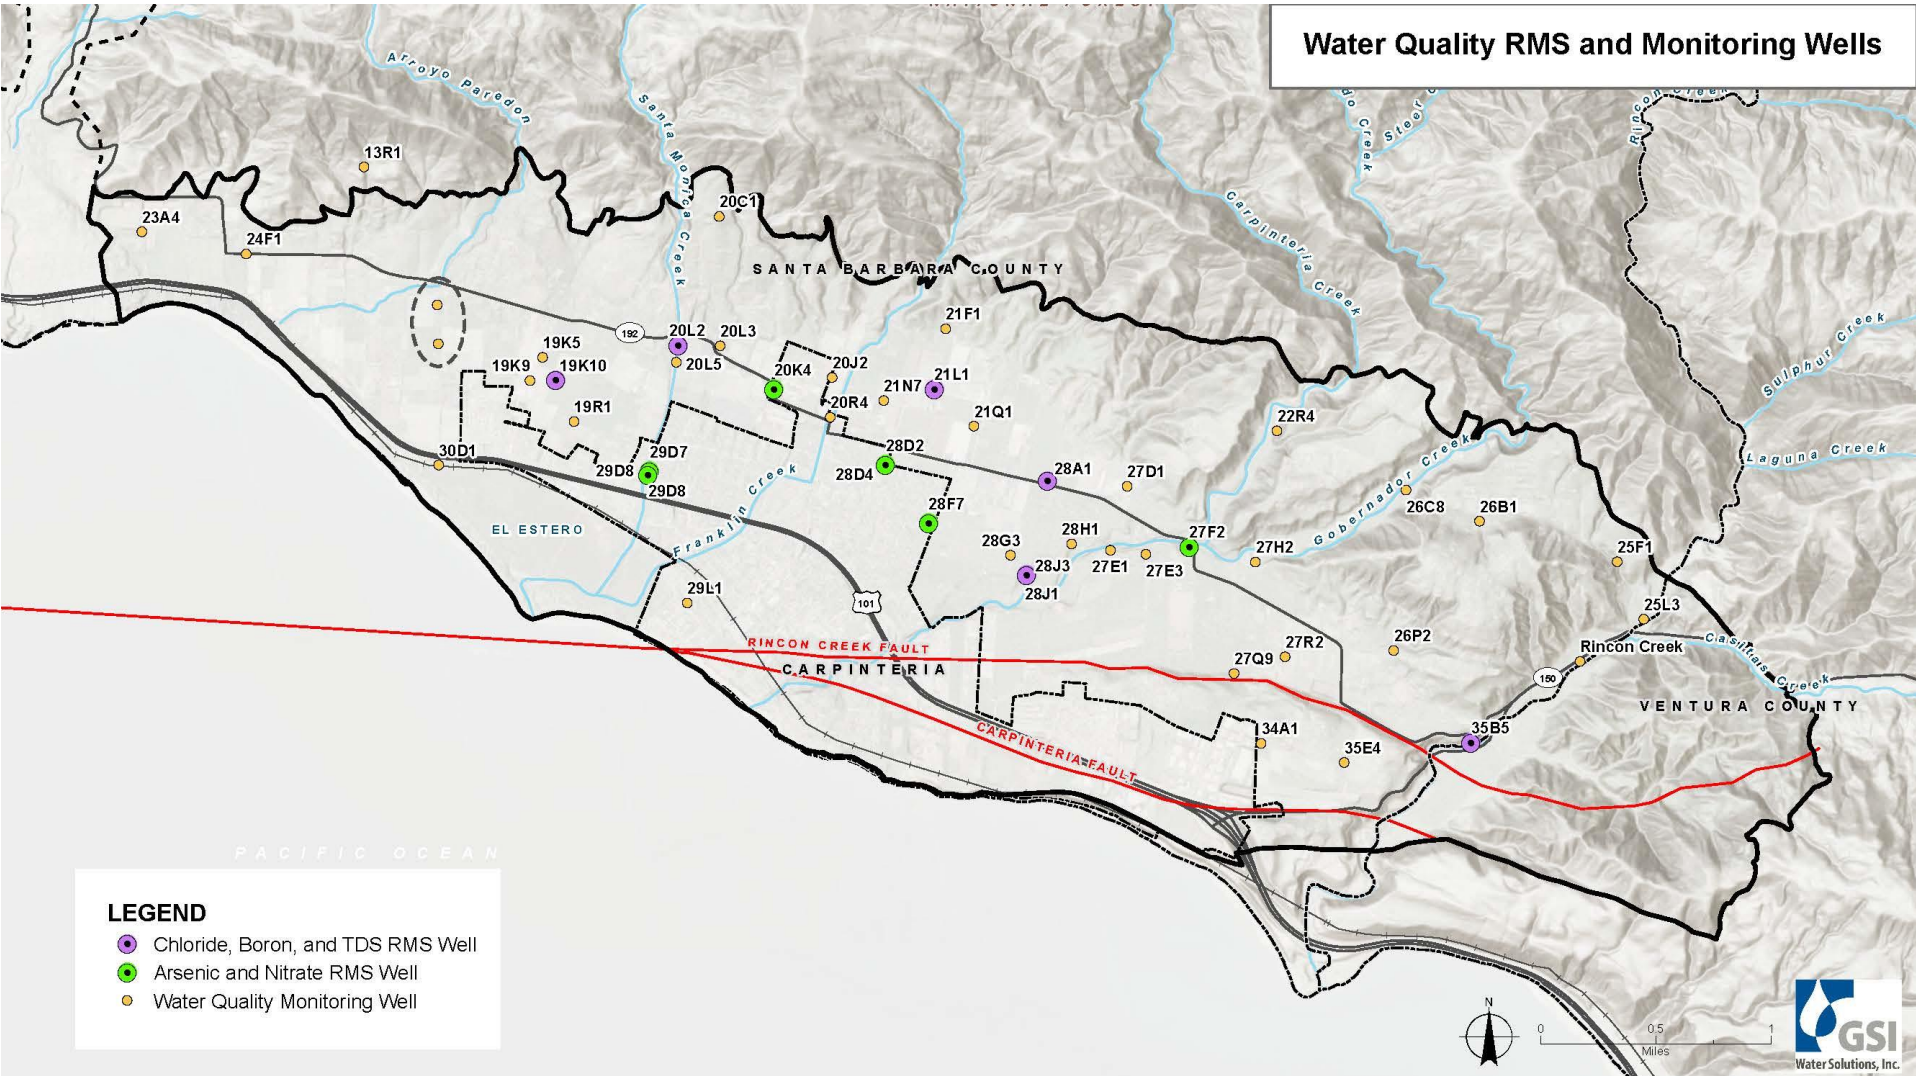 NATIONAL FOREST
Water Quality RMS and Monitoring Wells
Arroyo Paredon
Santa Monica Creek
Creek
Steer C
Rincon Creek
13R1
20C1
23A4
24F1
Carpinteria Creek
SANTA BARBARA COUNTY
21F1
Sulphur Creek
192
20L2
20L3
19K5
20L5
19K9
19K10
20K4
20J2
21N7
21L1
19R1
20R4
21Q1
22R4
30D1
29D7
29D8
29D8
28D2
28D4
28A1
27D1
Gobernador Creek
Laguna Creek
Franklin Creek
28F7
26C8
26B1
EL ESTERO
28G3
28H1
27F2
27H2
25F1
27E1
27E3
28J3
28J1
29L1
101
25L3
RINCON CREEK FAULT
CARPINTERIA
27R2
26P2
Rincon Creek
Casitas Creek
27Q9
150
VENTURA COUNTY
CARPINTERIA FAULT
34A1
35E4
35B5
PACIFIC OCEAN
LEGEND
Chloride, Boron, and TDS RMS Well
Arsenic and Nitrate RMS Well
Water Quality Monitoring Well
N
0 0.5 1
Miles
GSI
Water Solutions, Inc.